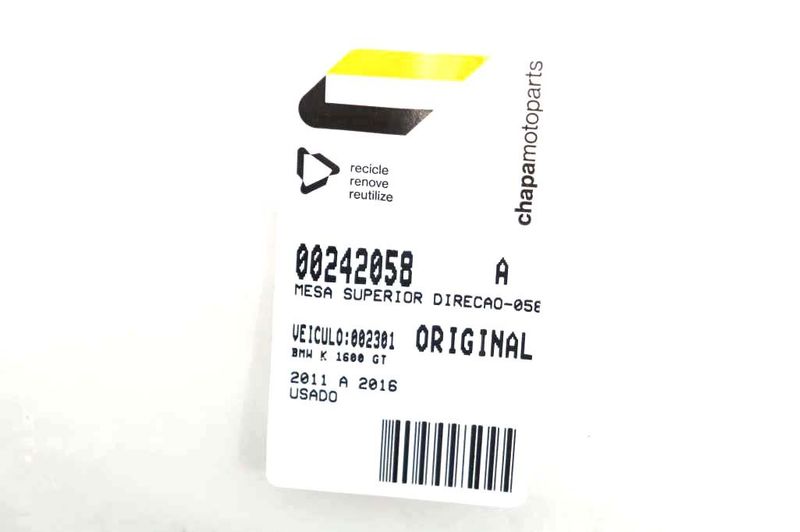 chapamotoparts
recicle
renove
reutilize
00242058 A
MESA SUPERIOR DIRECAO-058
VEICULO:002301 ORIGINAL
BMW K 1600 GT
2011 A 2016
USADO